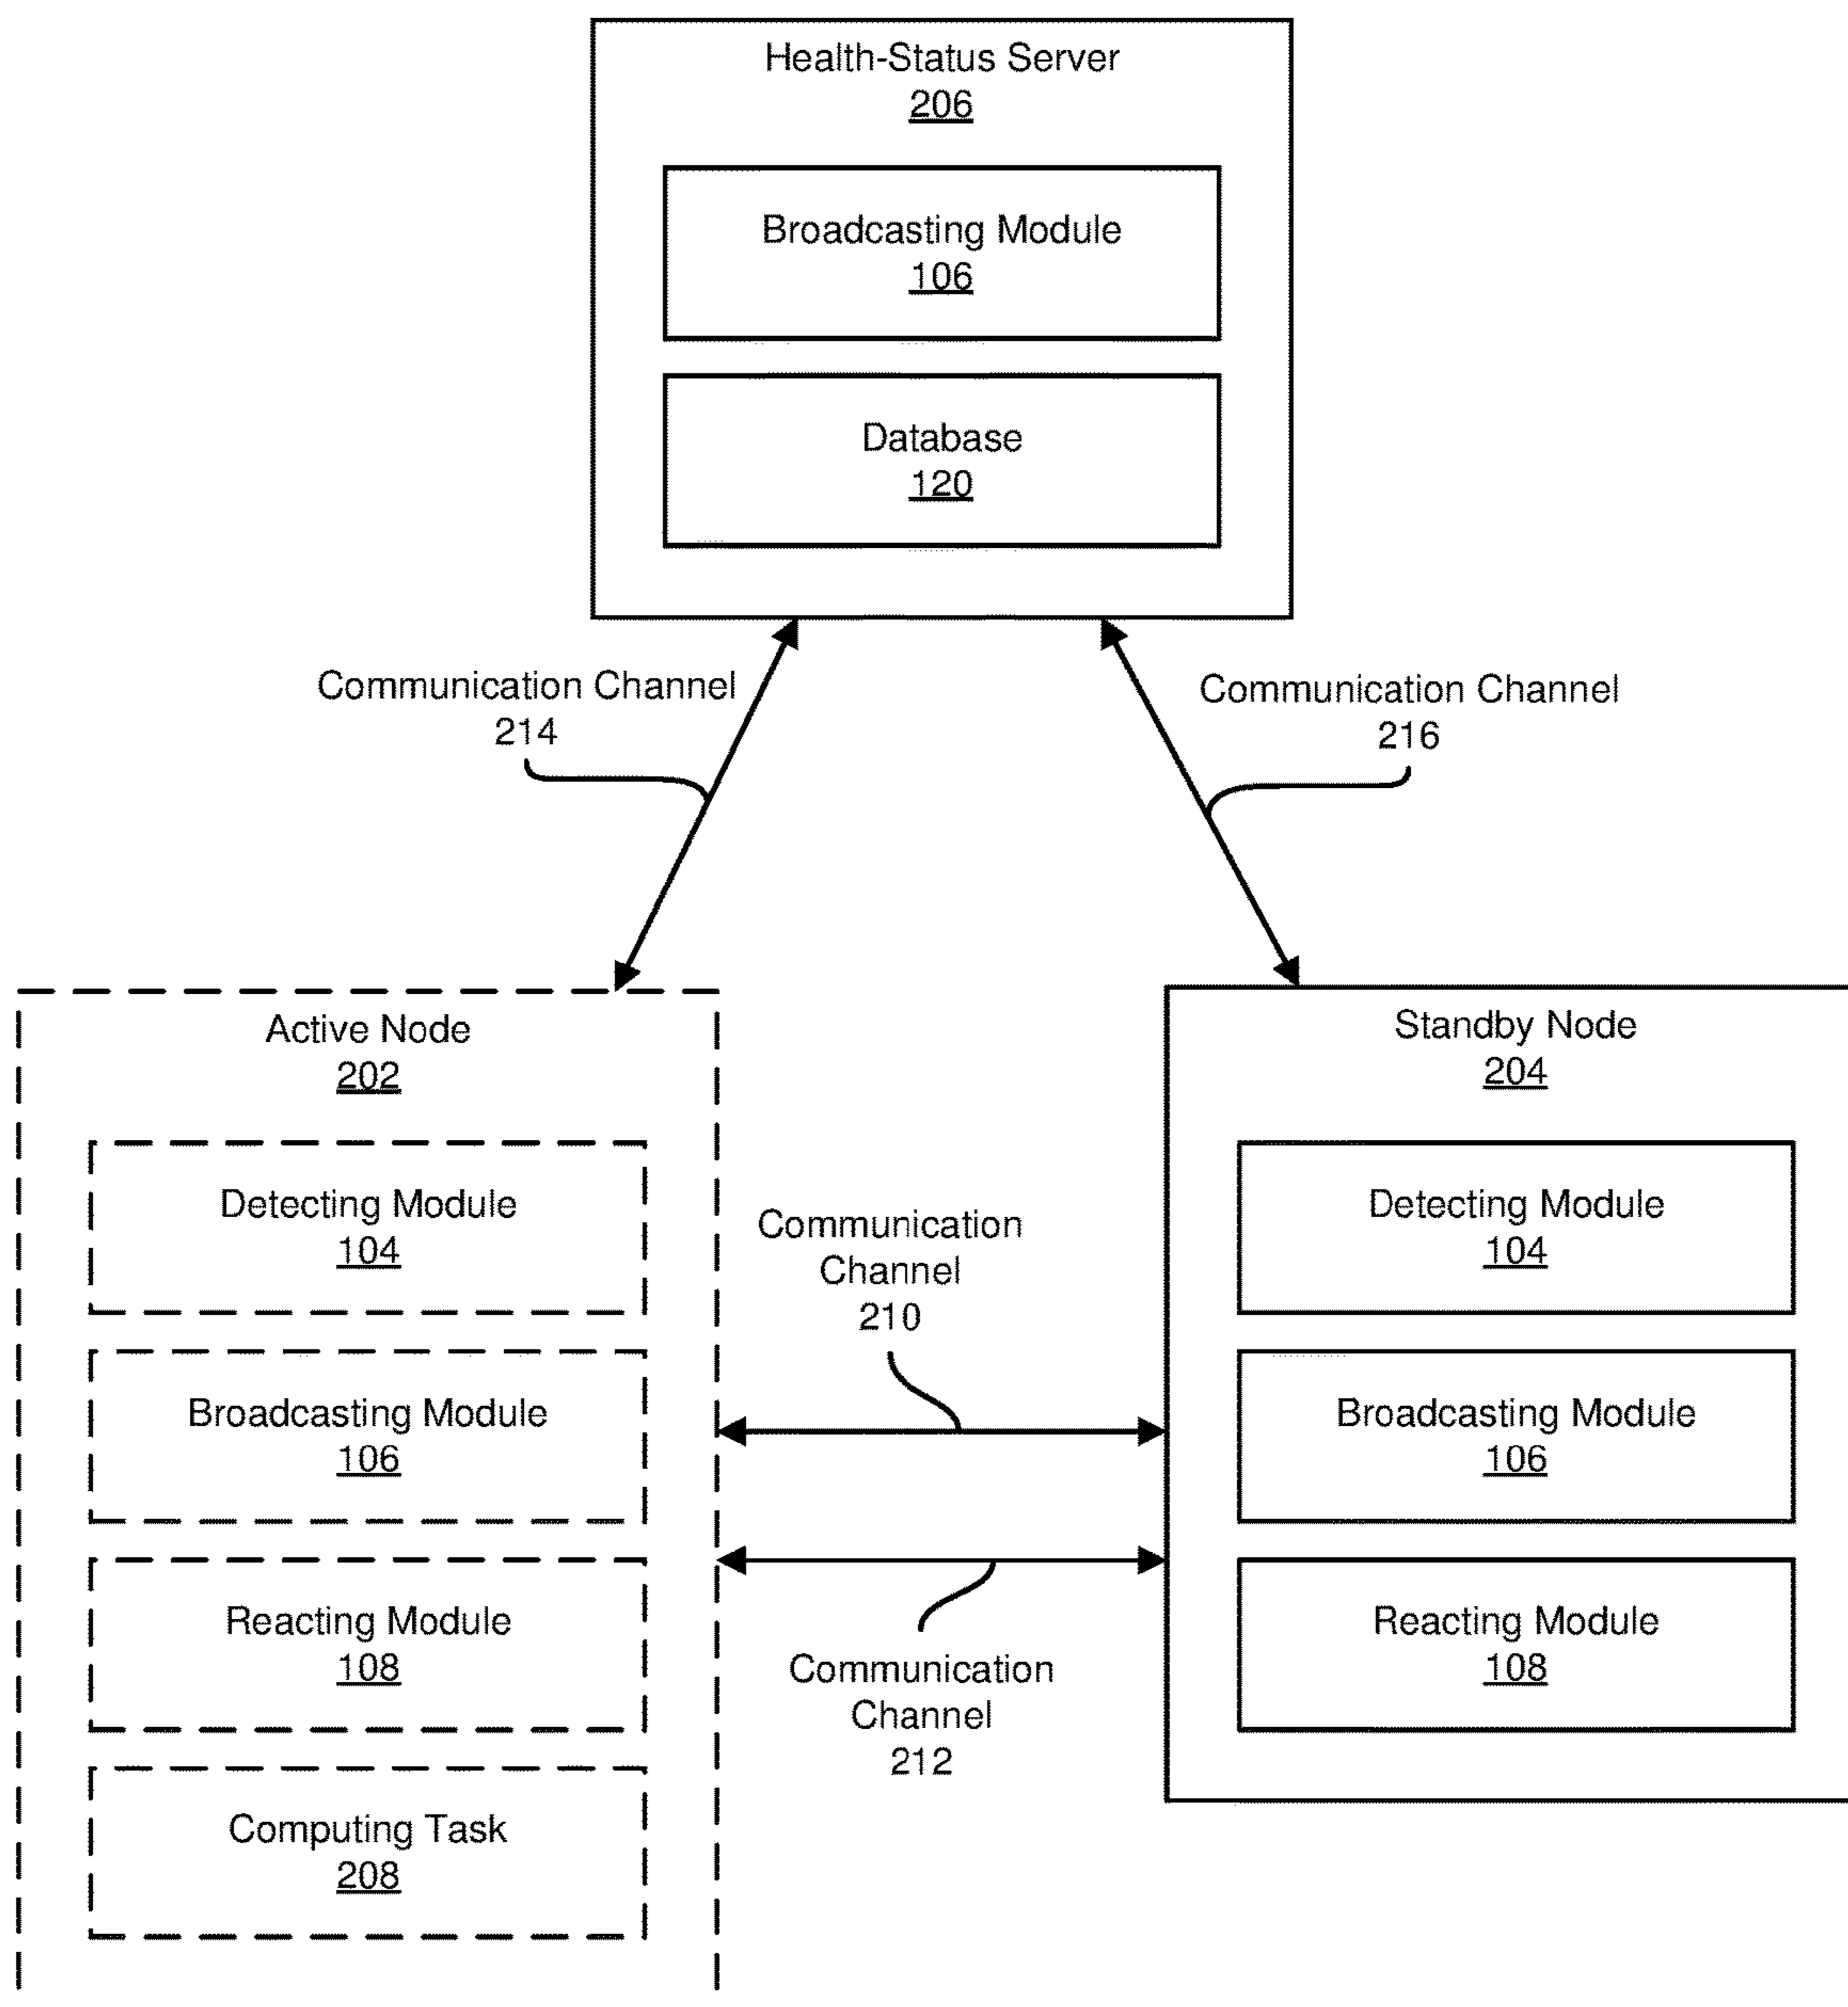 Health-Status Server
206
Broadcasting Module
106
Database
120
Communication Channel
214
Communication Channel
216
Active Node
202
Detecting Module
104
Broadcasting Module
106
Reacting Module
108
Computing Task
208
Communication
Channel
210
Communication
Channel
212
Standby Node
204
Detecting Module
104
Broadcasting Module
106
Reacting Module
108